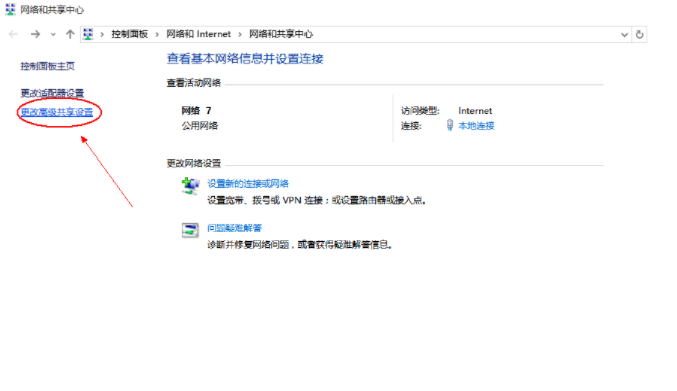 网络和共享中心
控制面板 › 网络和 Internet › 网络和共享中心
控制面板主页
更改适配器设置
更改高级共享设置
查看基本网络信息并设置连接
查看活动网络
网络 7
公用网络
访问类型: Internet
连接: 本地连接
更改网络设置
设置新的连接或网络
设置宽带、拨号或 VPN 连接；或设置路由器或接入点。
问题疑难解答
诊断并修复网络问题，或者获得疑难解答信息。